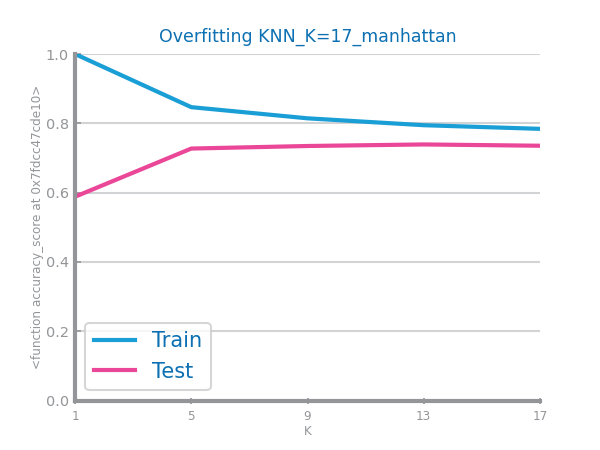 Overfitting KNN_K=17_manhattan
<function accuracy_score at 0x7fdcc47cde10>
1.0
0.8
0.6
0.4
0.2
0.0
Train
Test
1 5 9 13 17
K